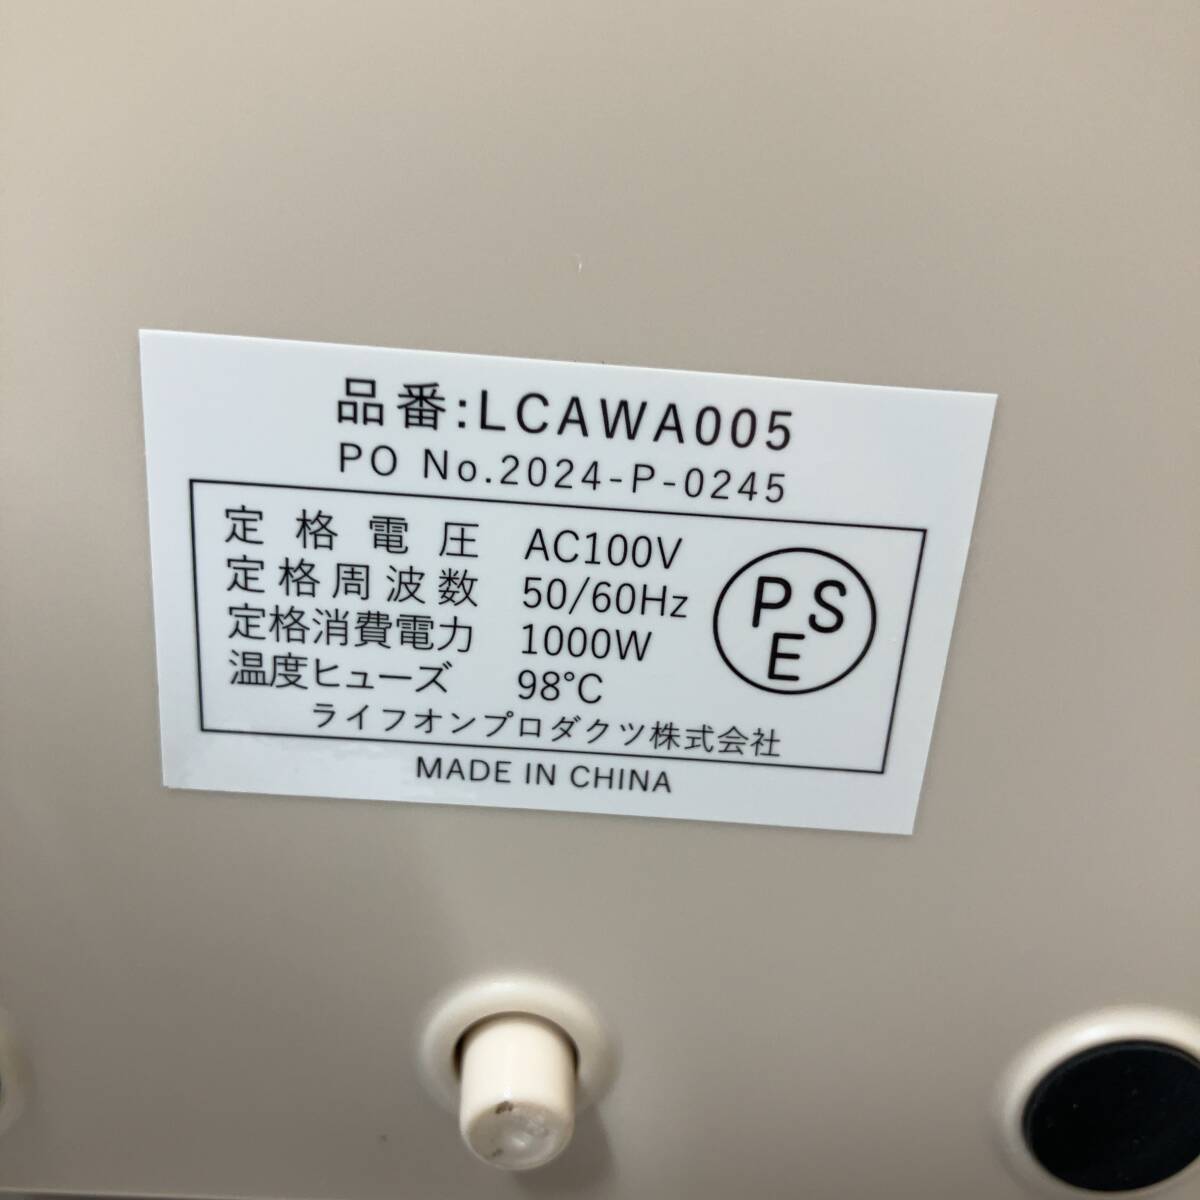 品番:LCAWA005
PO No.2024-P-0245
定格電圧 AC100V
定格周波数 50/60Hz
定格消費電力 1000W
温度ヒューズ 98°C
PSE
ライフオンプロダクツ株式会社
MADE IN CHINA